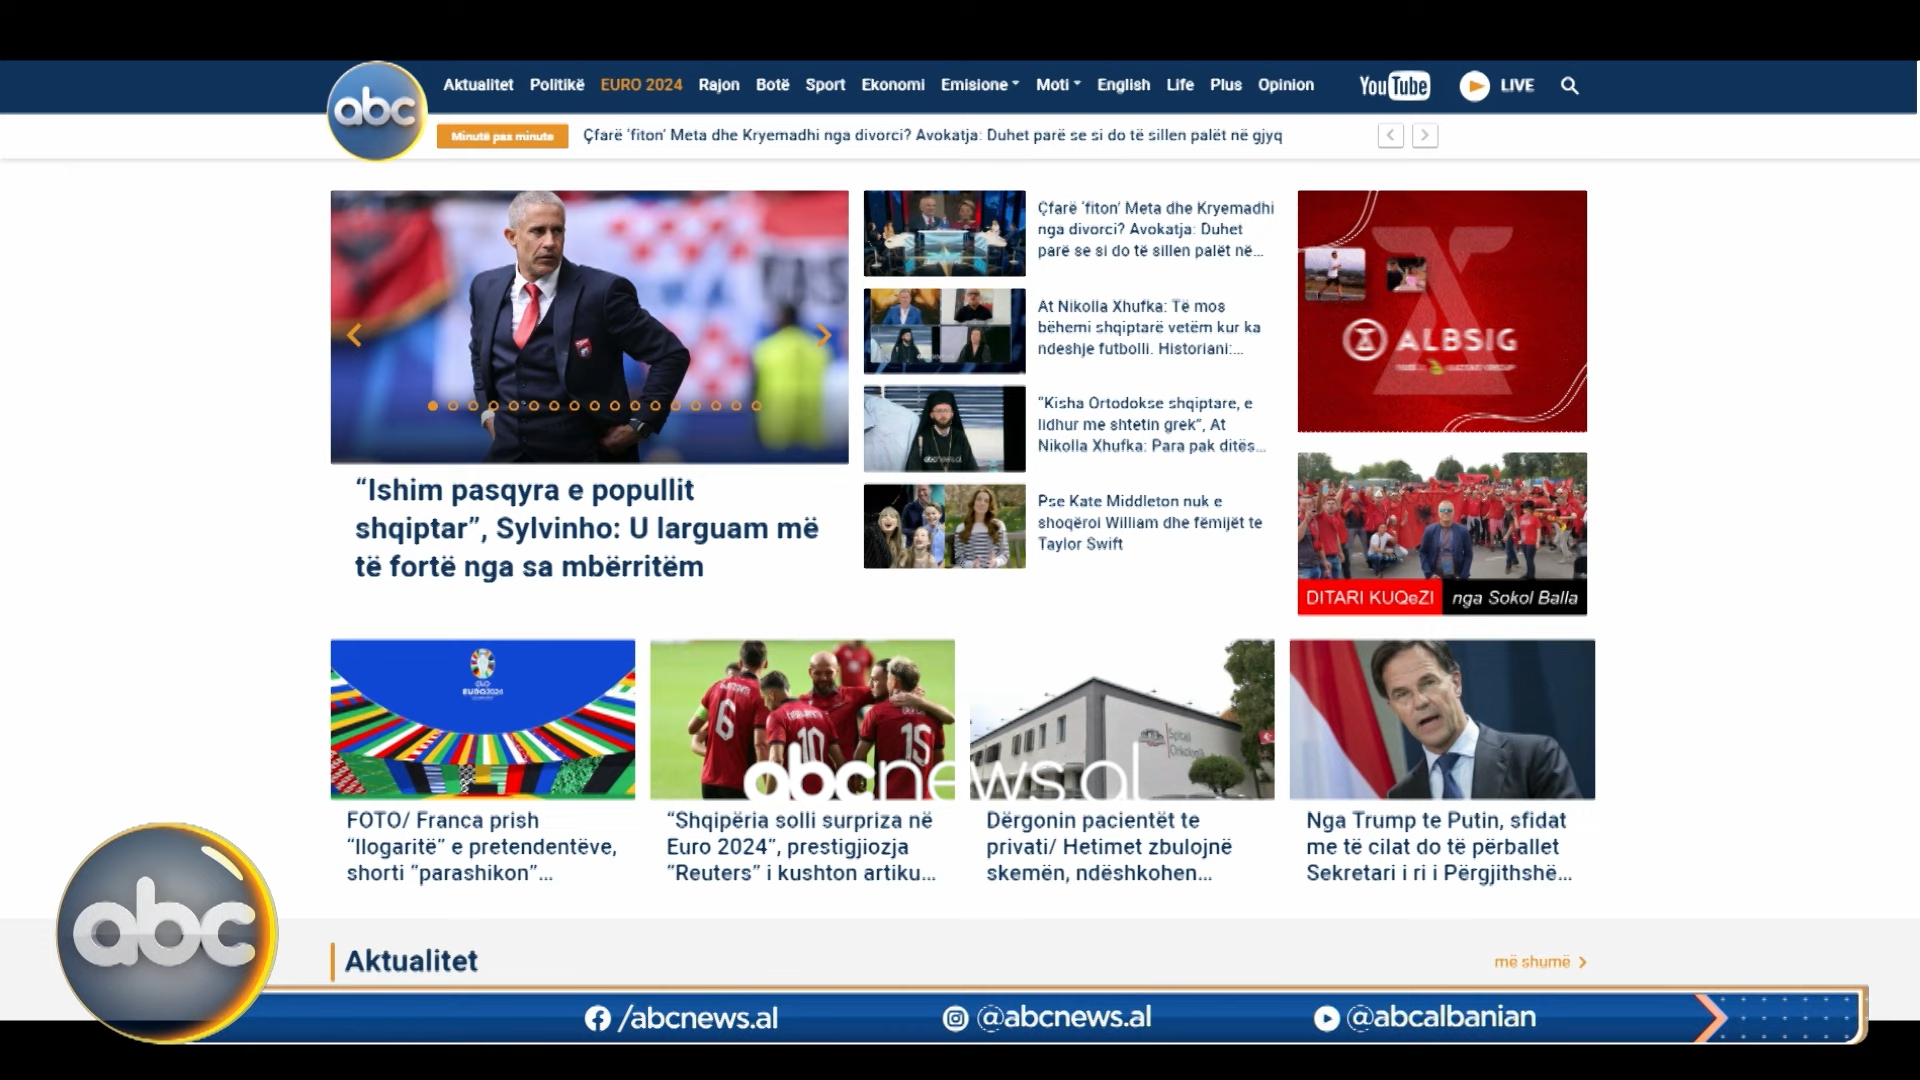 abc
Aktualitet Politikë EURO 2024 Rajon Botë Sport Ekonomi Emisione Moti English Life Plus Opinion YouTube LIVE
Minutë pas minute
Çfarë ‘fiton’ Meta dhe Kryemadhi nga divorci? Avokatja: Duhet parë se si do të sillen palët në gjyq
“Ishim pasqyra e popullit
shqiptar”, Sylvinho: U larguam më
të fortë nga sa mbërritëm
Çfarë ‘fiton’ Meta dhe Kryemadhi
nga divorci? Avokatja: Duhet
parë se si do të sillen palët në...
At Nikolla Xhufka: Të mos
bëhemi shqiptarë vetëm kur ka
ndeshje futbolli. Historiani:...
“Kisha Ortodokse shqiptare, e
lidhur me shtetin grek”, At
Nikolla Xhufka: Para pak ditës...
Pse Kate Middleton nuk e
shoqëroi William dhe fëmijët te
Taylor Swift
ALBSIG
DITARI KUQeZI nga Sokol Balla
EURO2024
6
10
15
abcnews.al
Spitali
Onkologjik
FOTO/ Franca prish
“llogaritë” e pretendentëve,
shorti “parashikon”...
“Shqipëria solli surpriza në
Euro 2024”, prestigjiozja
“Reuters” i kushton artiku...
Dërgonin pacientët te
privati/ Hetimet zbulojnë
skemën, ndëshkohen...
Nga Trump te Putin, sfidat
me të cilat do të përballet
Sekretari i ri i Përgjithshë...
Aktualitet
më shumë
abc
/abcnews.al
@abcnews.al
@abcalbanian